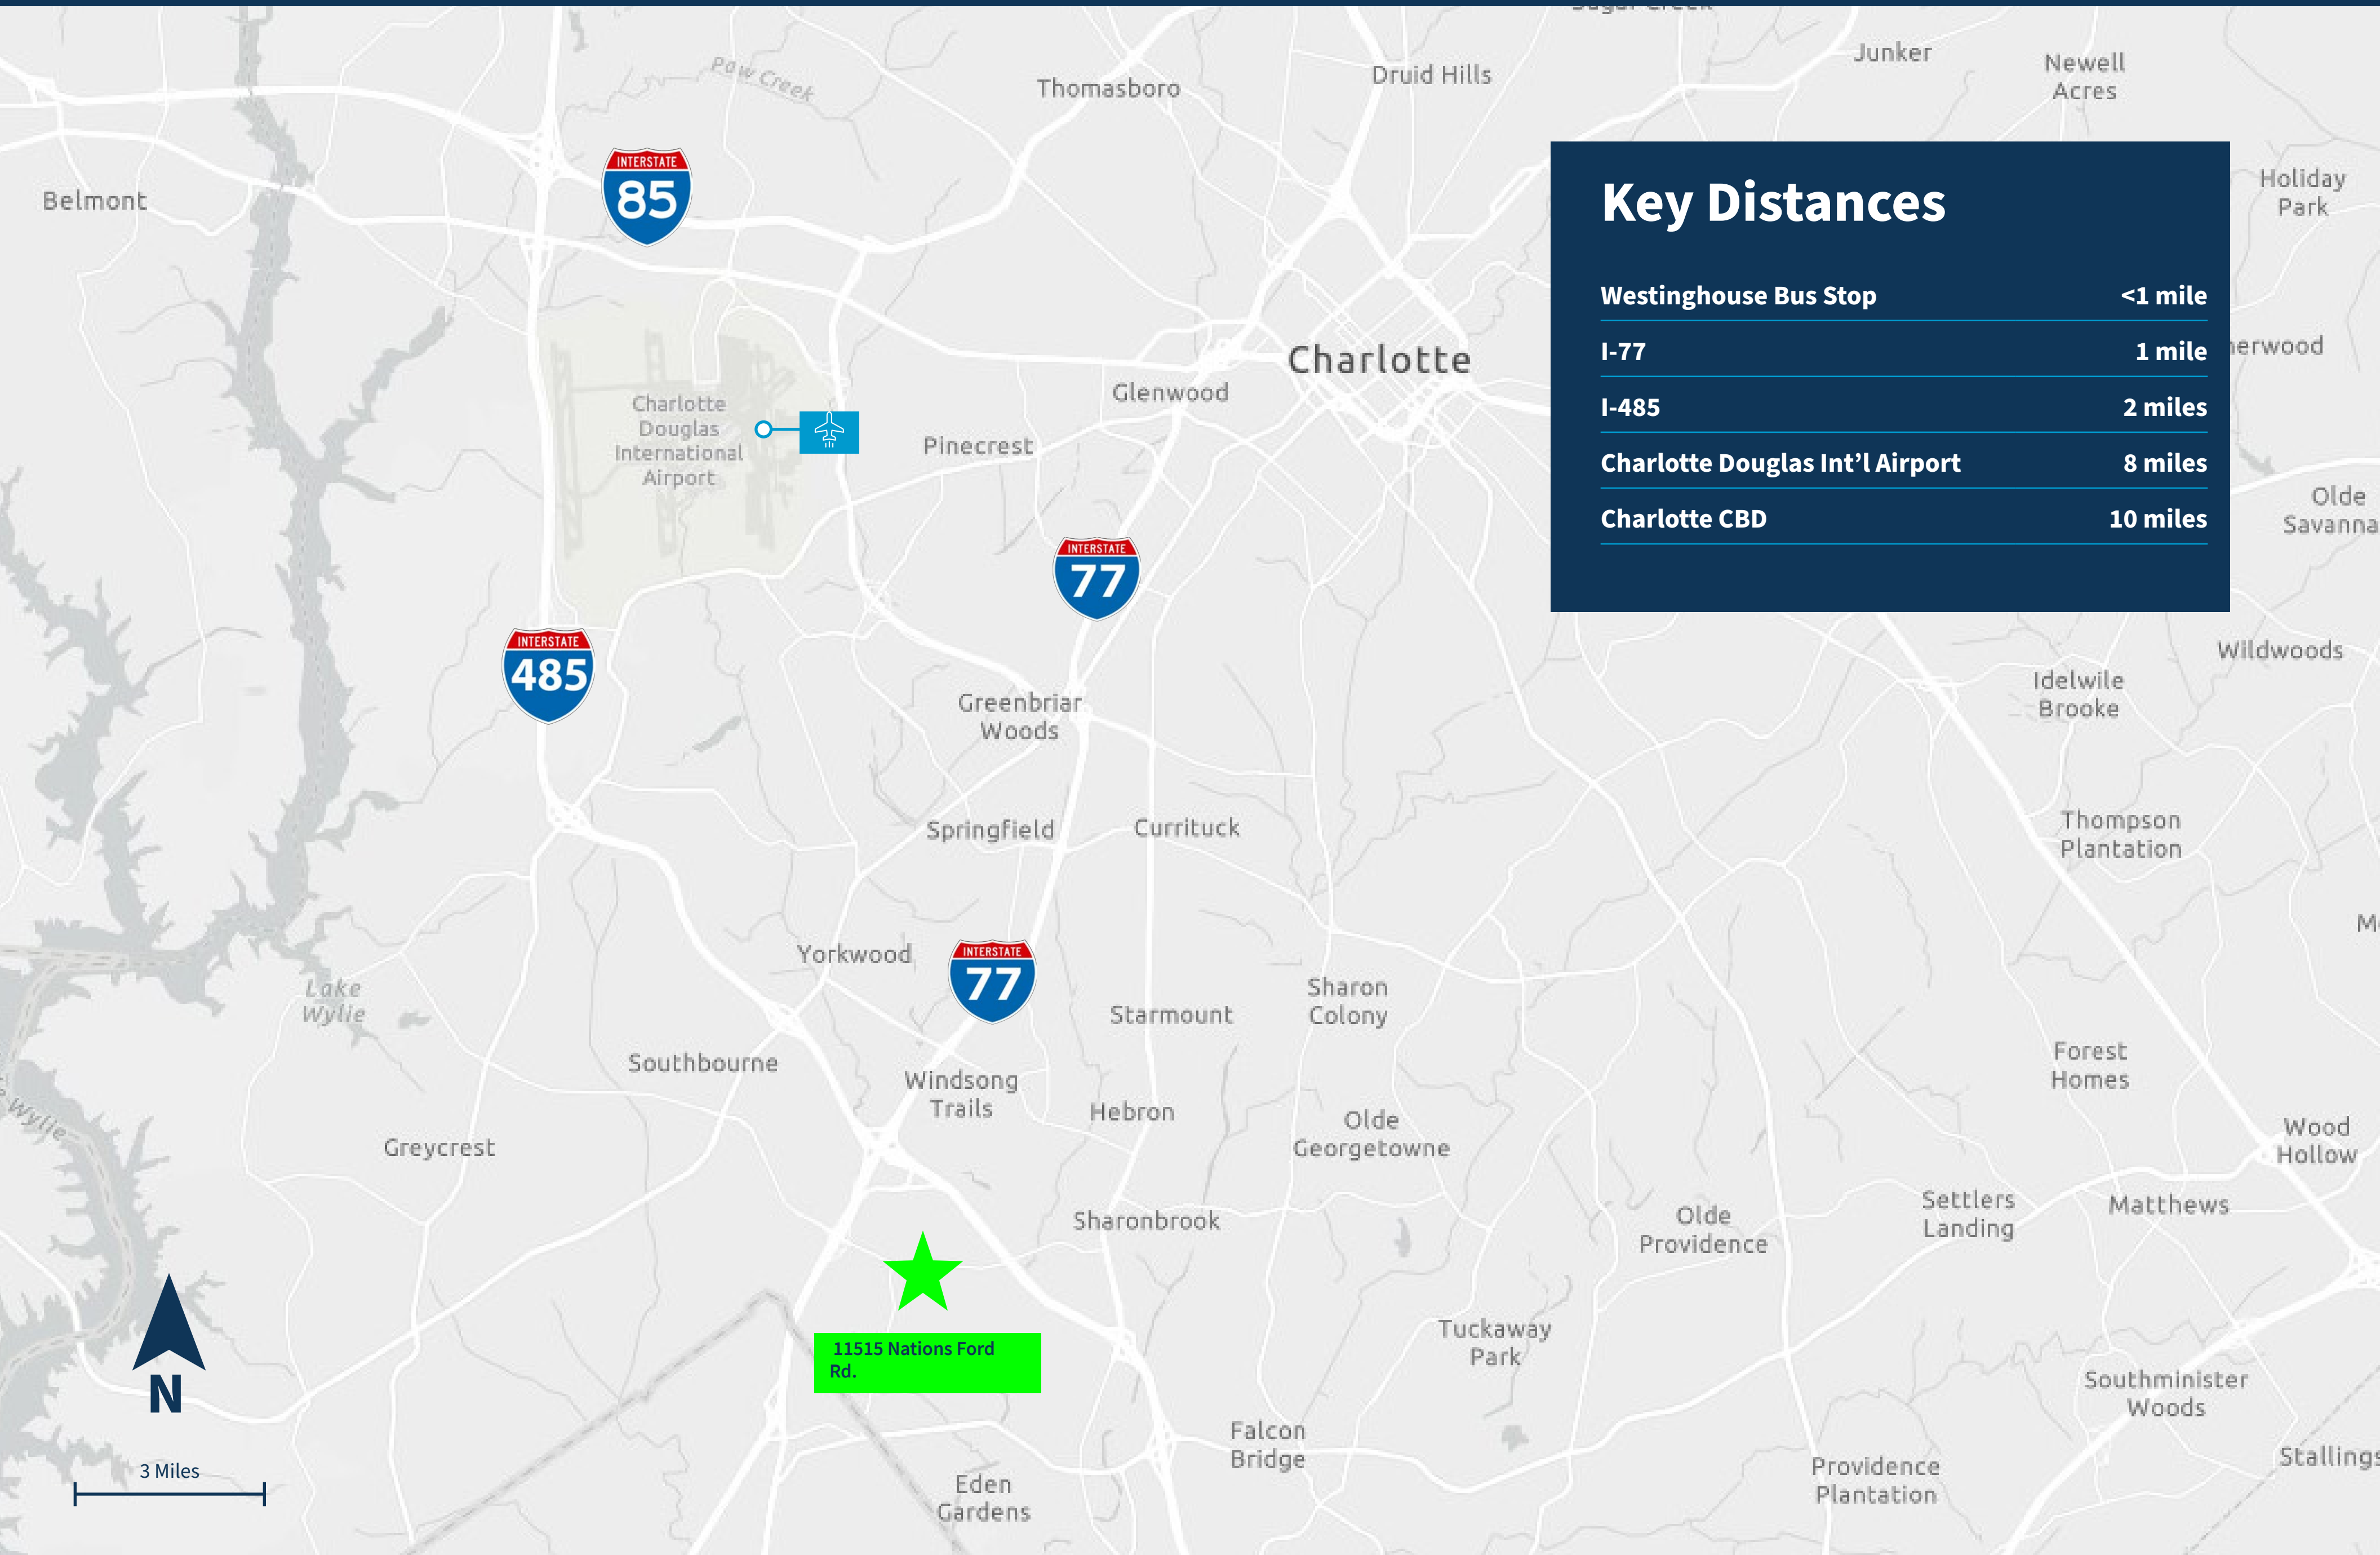 Paw Creek
Thomasboro
Druid Hills
Junker
Newell
Acres
Belmont
INTERSTATE
85
Key Distances
Westinghouse Bus Stop <1 mile
I-77 1 mile
I-485 2 miles
Charlotte Douglas Int’l Airport 8 miles
Charlotte CBD 10 miles
Holiday
Park
Charlotte
Glenwood
Charlotte
Douglas
International
Airport
Pinecrest
Olde
INTERSTATE
77
INTERSTATE
485
Wildwoods
Idelwile
Brooke
Greenbriar
Woods
Springfield
Currituck
Thompson
Plantation
Yorkwood
INTERSTATE
77
Lake
Wylie
Starmount
Sharon
Colony
Southbourne
Windsong
Trails
Hebron
Forest
Homes
Wylie
Greycrest
Olde
Georgetowne
Wood
Hollow
Sharonbrook
Olde
Providence
Settlers
Landing
Matthews
11515 Nations Ford
Rd.
Tuckaway
Park
N
Southminister
Woods
Falcon
Bridge
3 Miles
Eden
Gardens
Providence
Plantation
Stallings